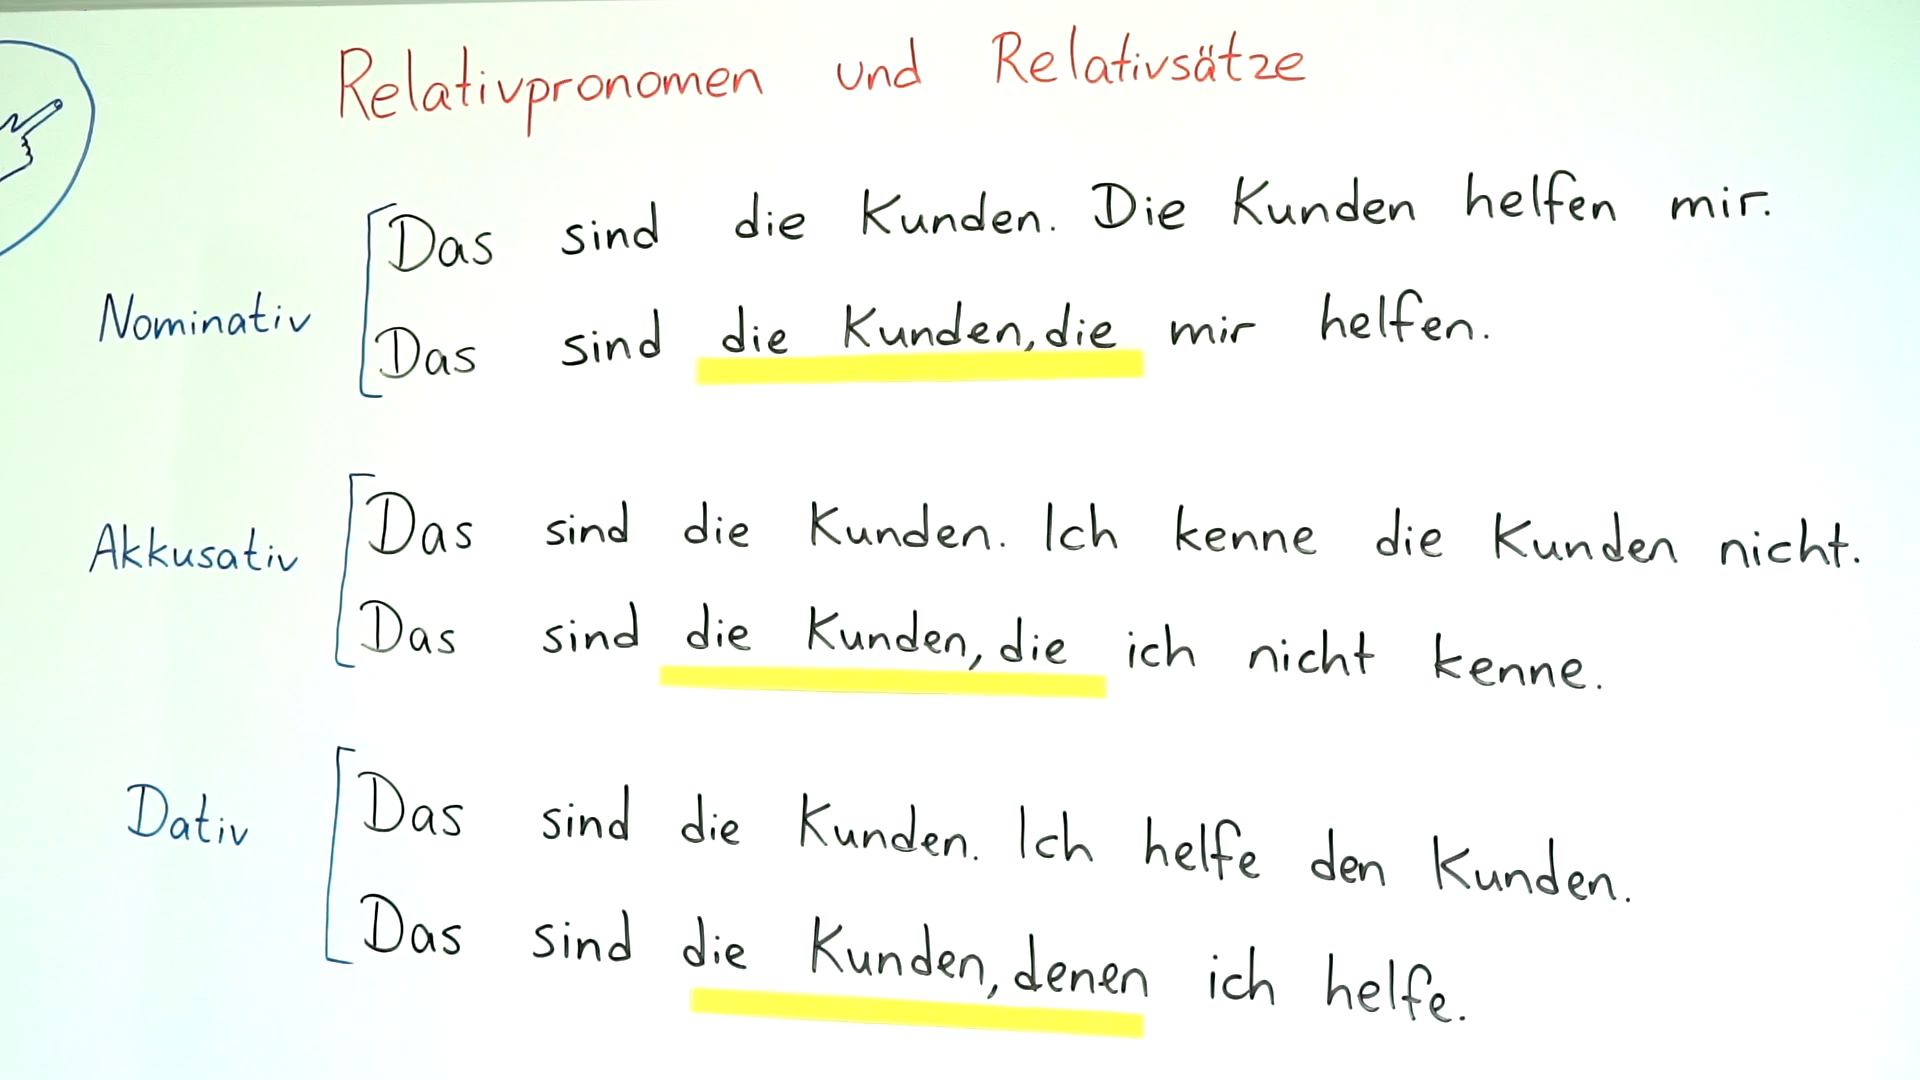 Relativpronomen und Relativsätze
Das sind die Kunden. Die Kunden helfen mir.
Nominativ
Das sind die Kunden, die mir helfen.
Das sind die Kunden. Ich kenne die Kunden nicht.
Akkusativ
Das sind die Kunden, die ich nicht kenne.
Das sind die Kunden. Ich helfe den Kunden.
Dativ
Das sind die Kunden, denen ich helfe.